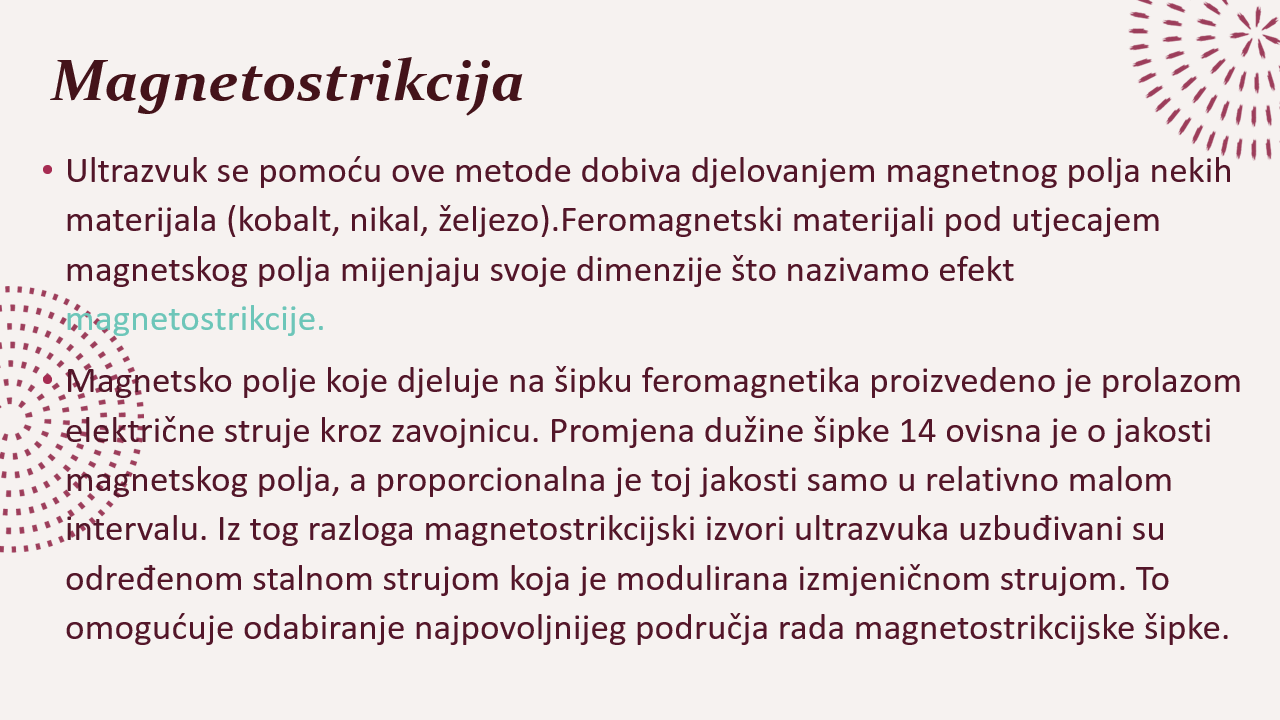 Magnetostrikcija
• Ultrazvuk se pomoću ove metode dobiva djelovanjem magnetnog polja nekih
materijala (kobalt, nikal, željezo).Feromagnetski materijali pod utjecajem
magnetskog polja mijenjaju svoje dimenzije što nazivamo efekt
magnetostrikcije.
• Magnetsko polje koje djeluje na šipku feromagnetika proizvedeno je prolazom
električne struje kroz zavojnicu. Promjena dužine šipke 14 ovisna je o jakosti
magnetskog polja, a proporcionalna je toj jakosti samo u relativno malom
intervalu. Iz tog razloga magnetostrikcijski izvori ultrazvuka uzbuđivani su
određenom stalnom strujom koja je modulirana izmjeničnom strujom. To
omogućuje odabiranje najpovoljnijeg područja rada magnetostrikcijske šipke.